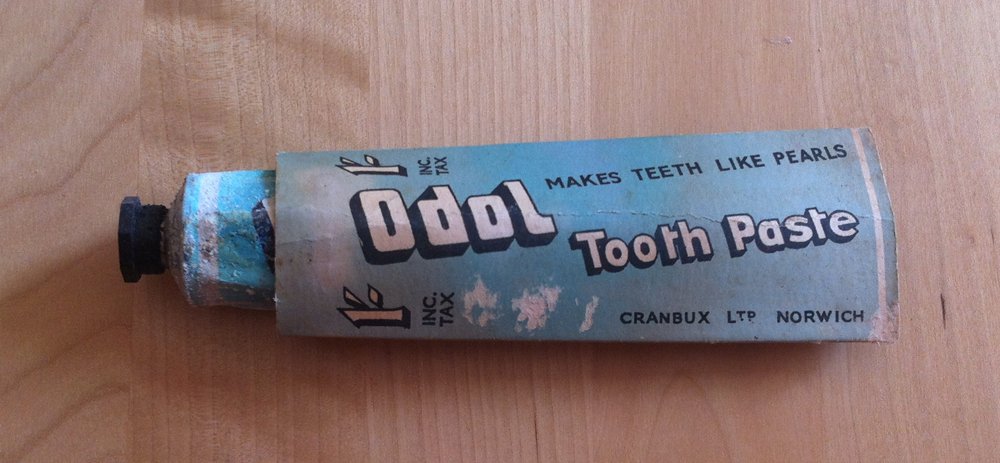 1/- INC. TAX
Odol
MAKES TEETH LIKE PEARLS
Tooth Paste
1/- INC. TAX
CRANBUX LTD NORWICH